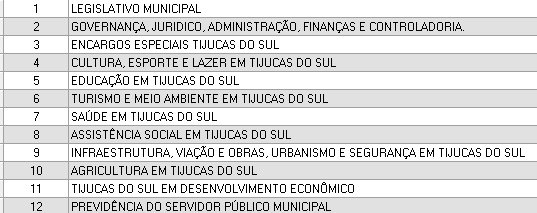 1 LEGISLATIVO MUNICIPAL
2 GOVERNANÇA, JURIDICO, ADMINISTRAÇÃO, FINANÇAS E CONTROLADORIA.
3 ENCARGOS ESPECIAIS TIJUCAS DO SUL
4 CULTURA, ESPORTE E LAZER EM TIJUCAS DO SUL
5 EDUCAÇÃO EM TIJUCAS DO SUL
6 TURISMO E MEIO AMBIENTE EM TIJUCAS DO SUL
7 SAÚDE EM TIJUCAS DO SUL
8 ASSISTÊNCIA SOCIAL EM TIJUCAS DO SUL
9 INFRAESTRUTURA, VIAÇÃO E OBRAS, URBANISMO E SEGURANÇA EM TIJUCAS DO SUL
10 AGRICULTURA EM TIJUCAS DO SUL
11 TIJUCAS DO SUL EM DESENVOLVIMENTO ECONÔMICO
12 PREVIDÊNCIA DO SERVIDOR PÚBLICO MUNICIPAL